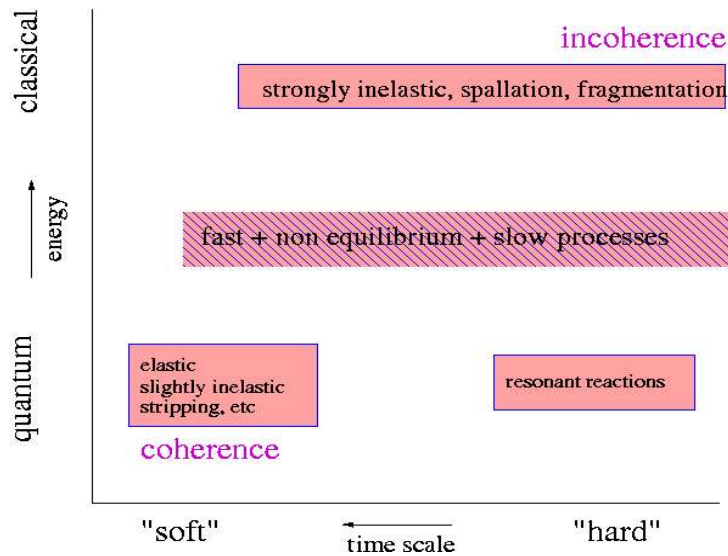 classical
incoherence
strongly inelastic, spallation, fragmentation
energy
fast + non equilibrium + slow processes
quantum
elastic
slightly inelastic
stripping, etc
resonant reactions
coherence
"soft"
time scale
"hard"